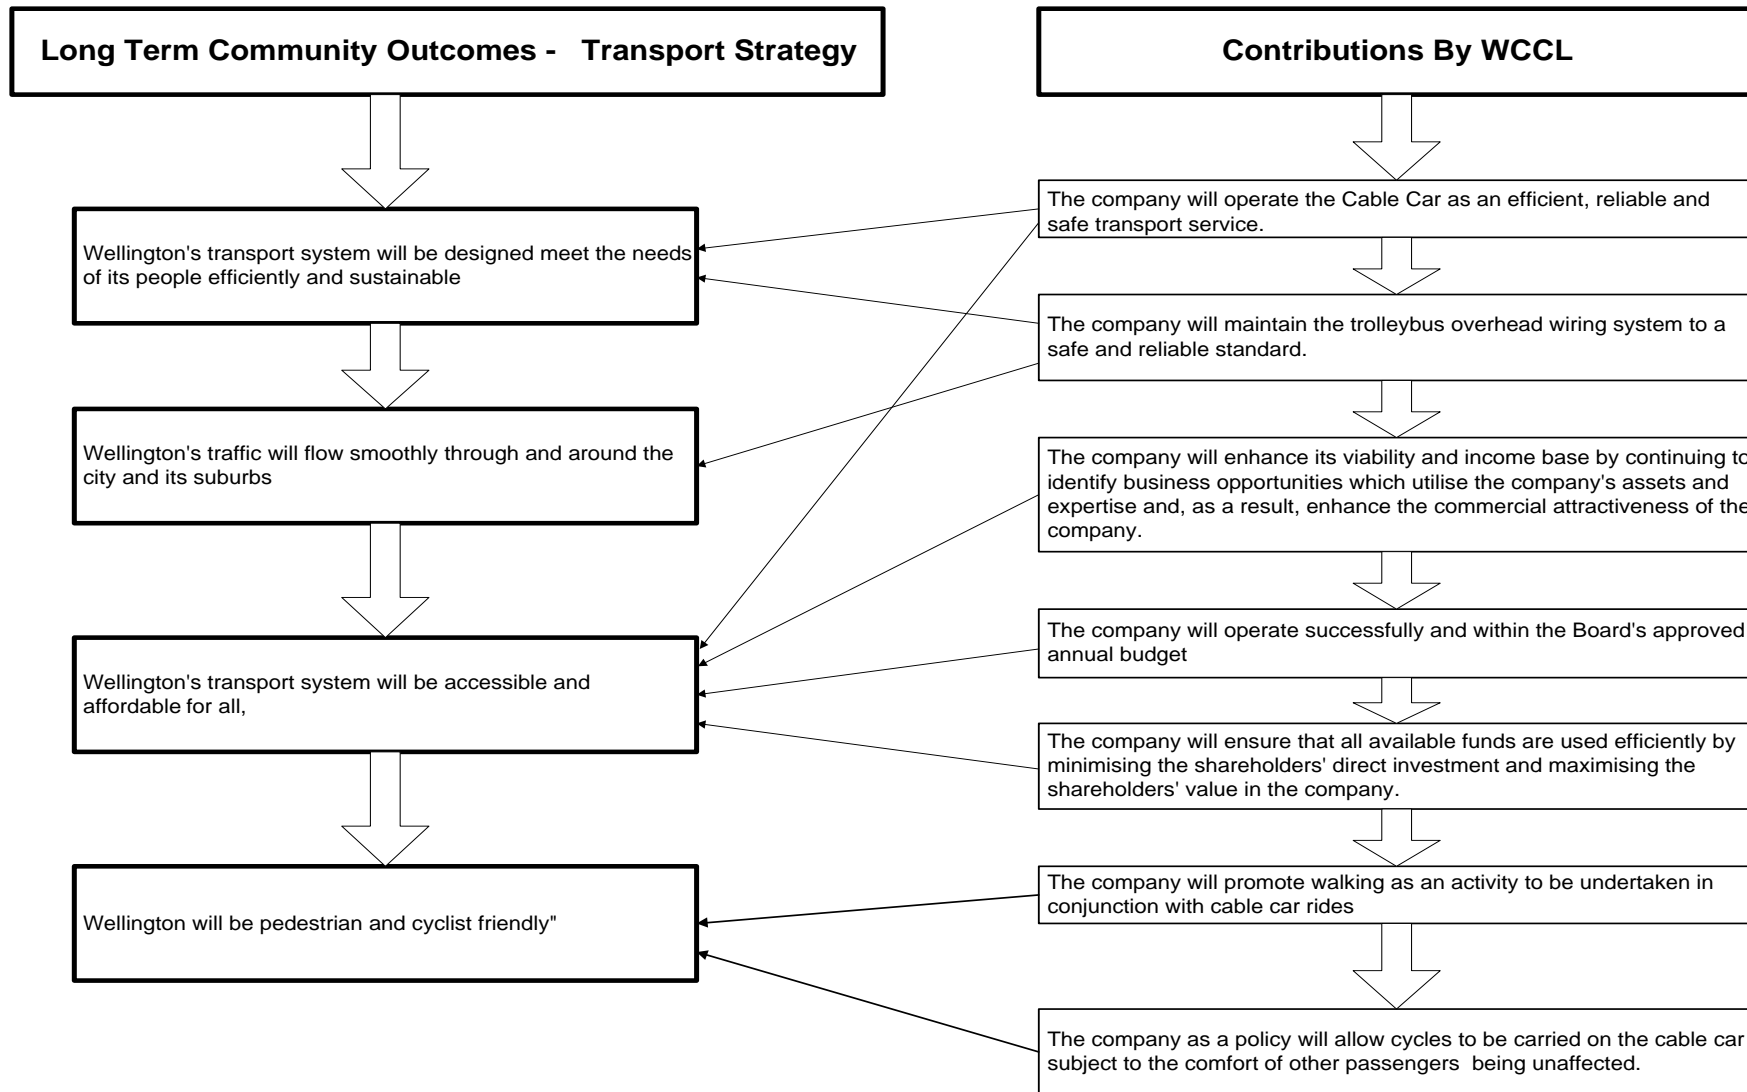 Long Term Community Outcomes -   Transport Strategy
Wellington's transport system will be designed meet the needs
of its people efficiently and sustainable
Wellington's traffic will flow smoothly through and around the
city and its suburbs
Wellington's transport system will be accessible and
affordable for all,
Wellington will be pedestrian and cyclist friendly"
Contributions By WCCL
The company will operate the Cable Car as an efficient, reliable and
safe transport service.
The company will maintain the trolleybus overhead wiring system to a
safe and reliable standard.
The company will enhance its viability and income base by continuing to
identify business opportunities which utilise the company's assets and
expertise and, as a result, enhance the commercial attractiveness of the
company.
The company will operate successfully and within the Board's approved
annual budget
The company will ensure that all available funds are used efficiently by
minimising the shareholders' direct investment and maximising the
shareholders' value in the company.
The company will promote walking as an activity to be undertaken in
conjunction with cable car rides
The company as a policy will allow cycles to be carried on the cable car
subject to the comfort of other passengers  being unaffected.